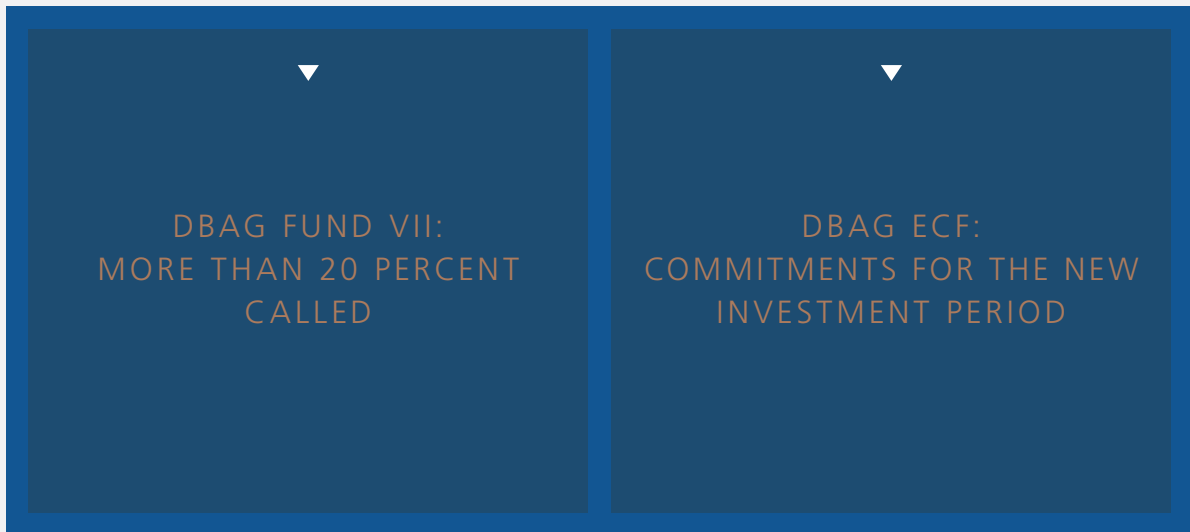 DBAG FUND VII:
MORE THAN 20 PERCENT
CALLED
DBAG ECF:
COMMITMENTS FOR THE NEW
INVESTMENT PERIOD